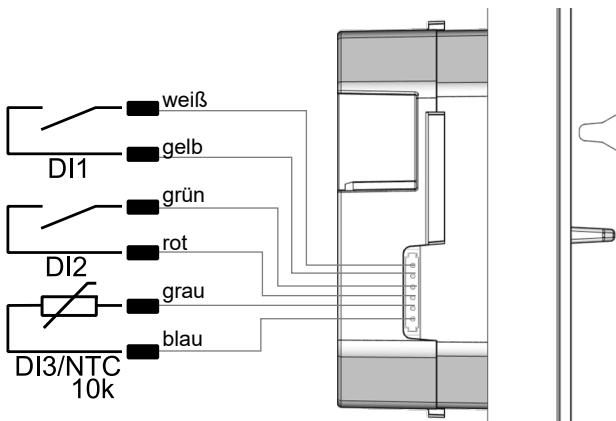 weiß
gelb
DI1
grün
rot
DI2
grau
blau
DI3/NTC
10k